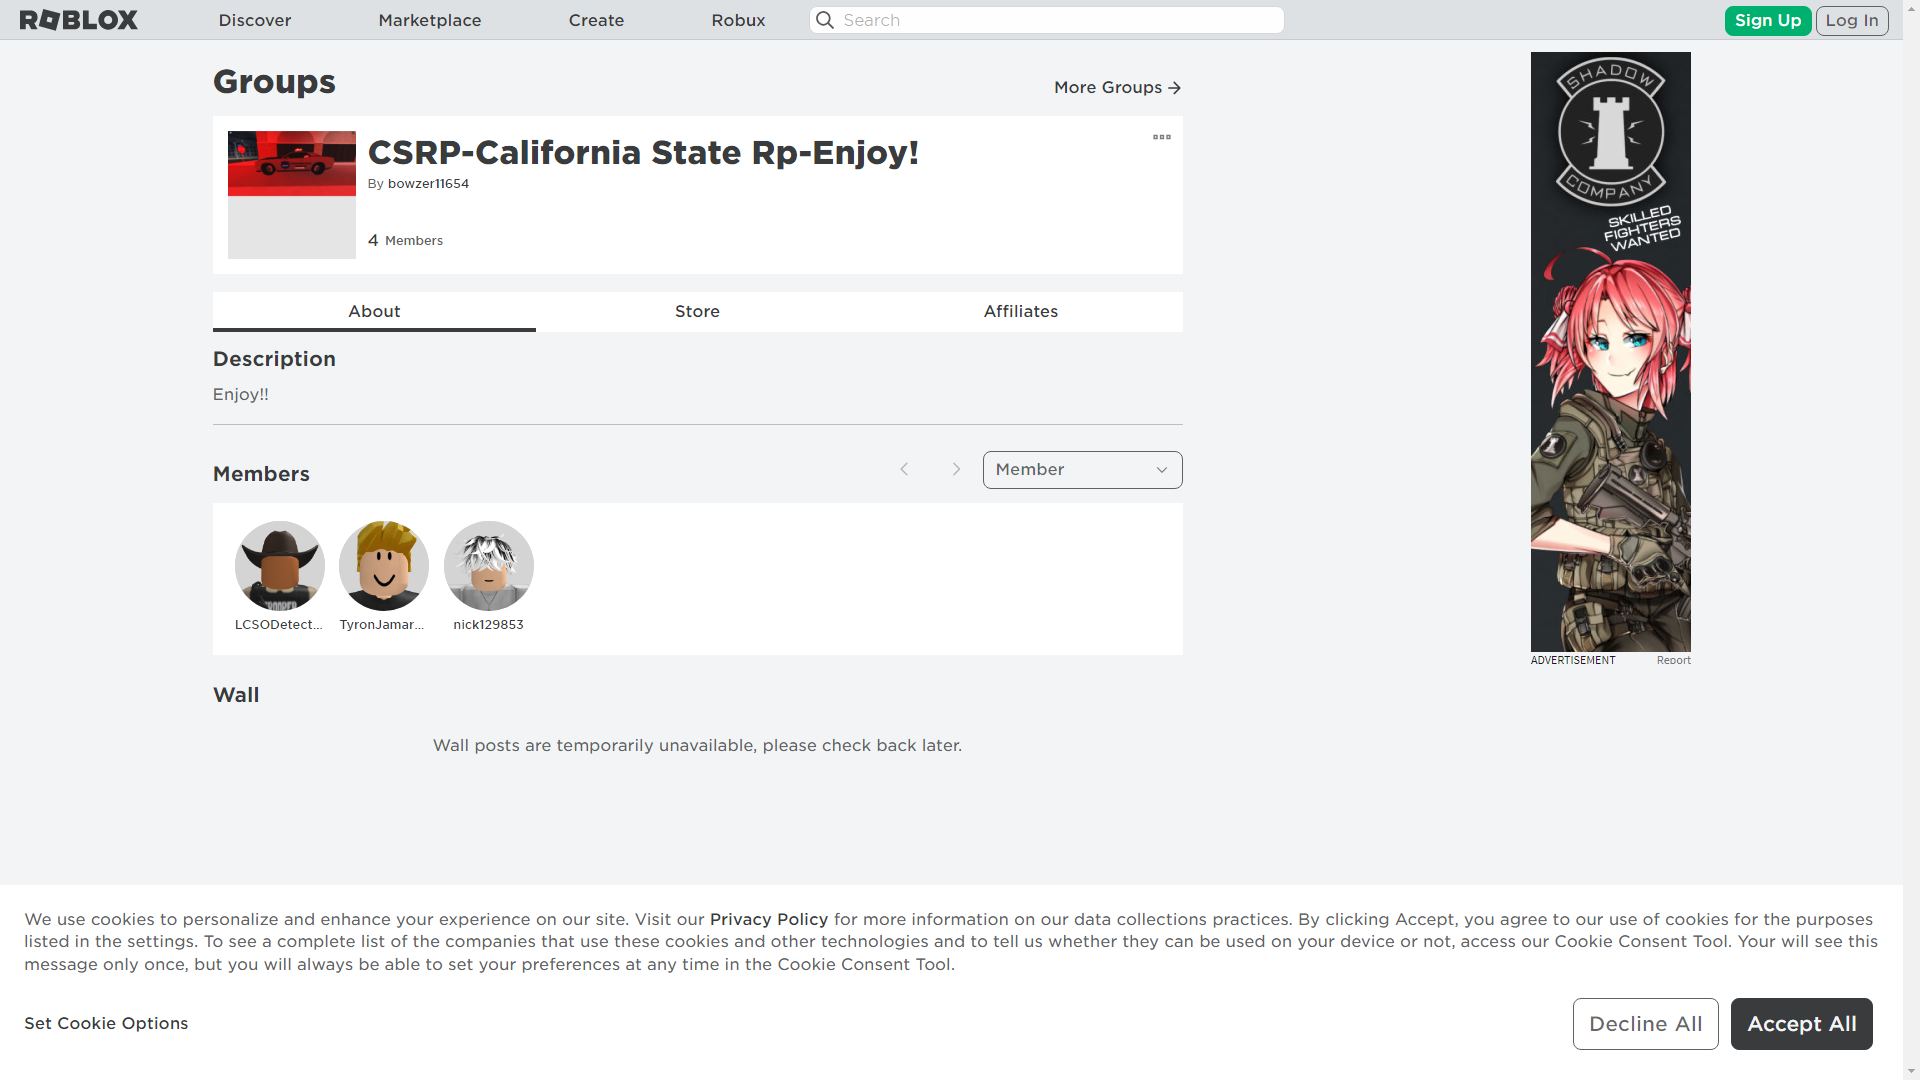 ROBLOX
Discover
Marketplace
Create
Robux
Search
Sign Up
Log In
Groups
More Groups
CSRP-California State Rp-Enjoy!
By bowzer11654
4 Members
About
Store
Affiliates
Description
Enjoy!!
Members
Member
TROOPER
LCSODetect...
TyronJamar...
nick129853
Wall
Wall posts are temporarily unavailable, please check back later.
SHADOW
COMPANY
SKILLED
FIGHTERS
WANTED
ADVERTISEMENT
Report
We use cookies to personalize and enhance your experience on our site. Visit our Privacy Policy for more information on our data collections practices. By clicking Accept, you agree to our use of cookies for the purposes
listed in the settings. To see a complete list of the companies that use these cookies and other technologies and to tell us whether they can be used on your device or not, access our Cookie Consent Tool. Your will see this
message only once, but you will always be able to set your preferences at any time in the Cookie Consent Tool.
Set Cookie Options
Decline All
Accept All